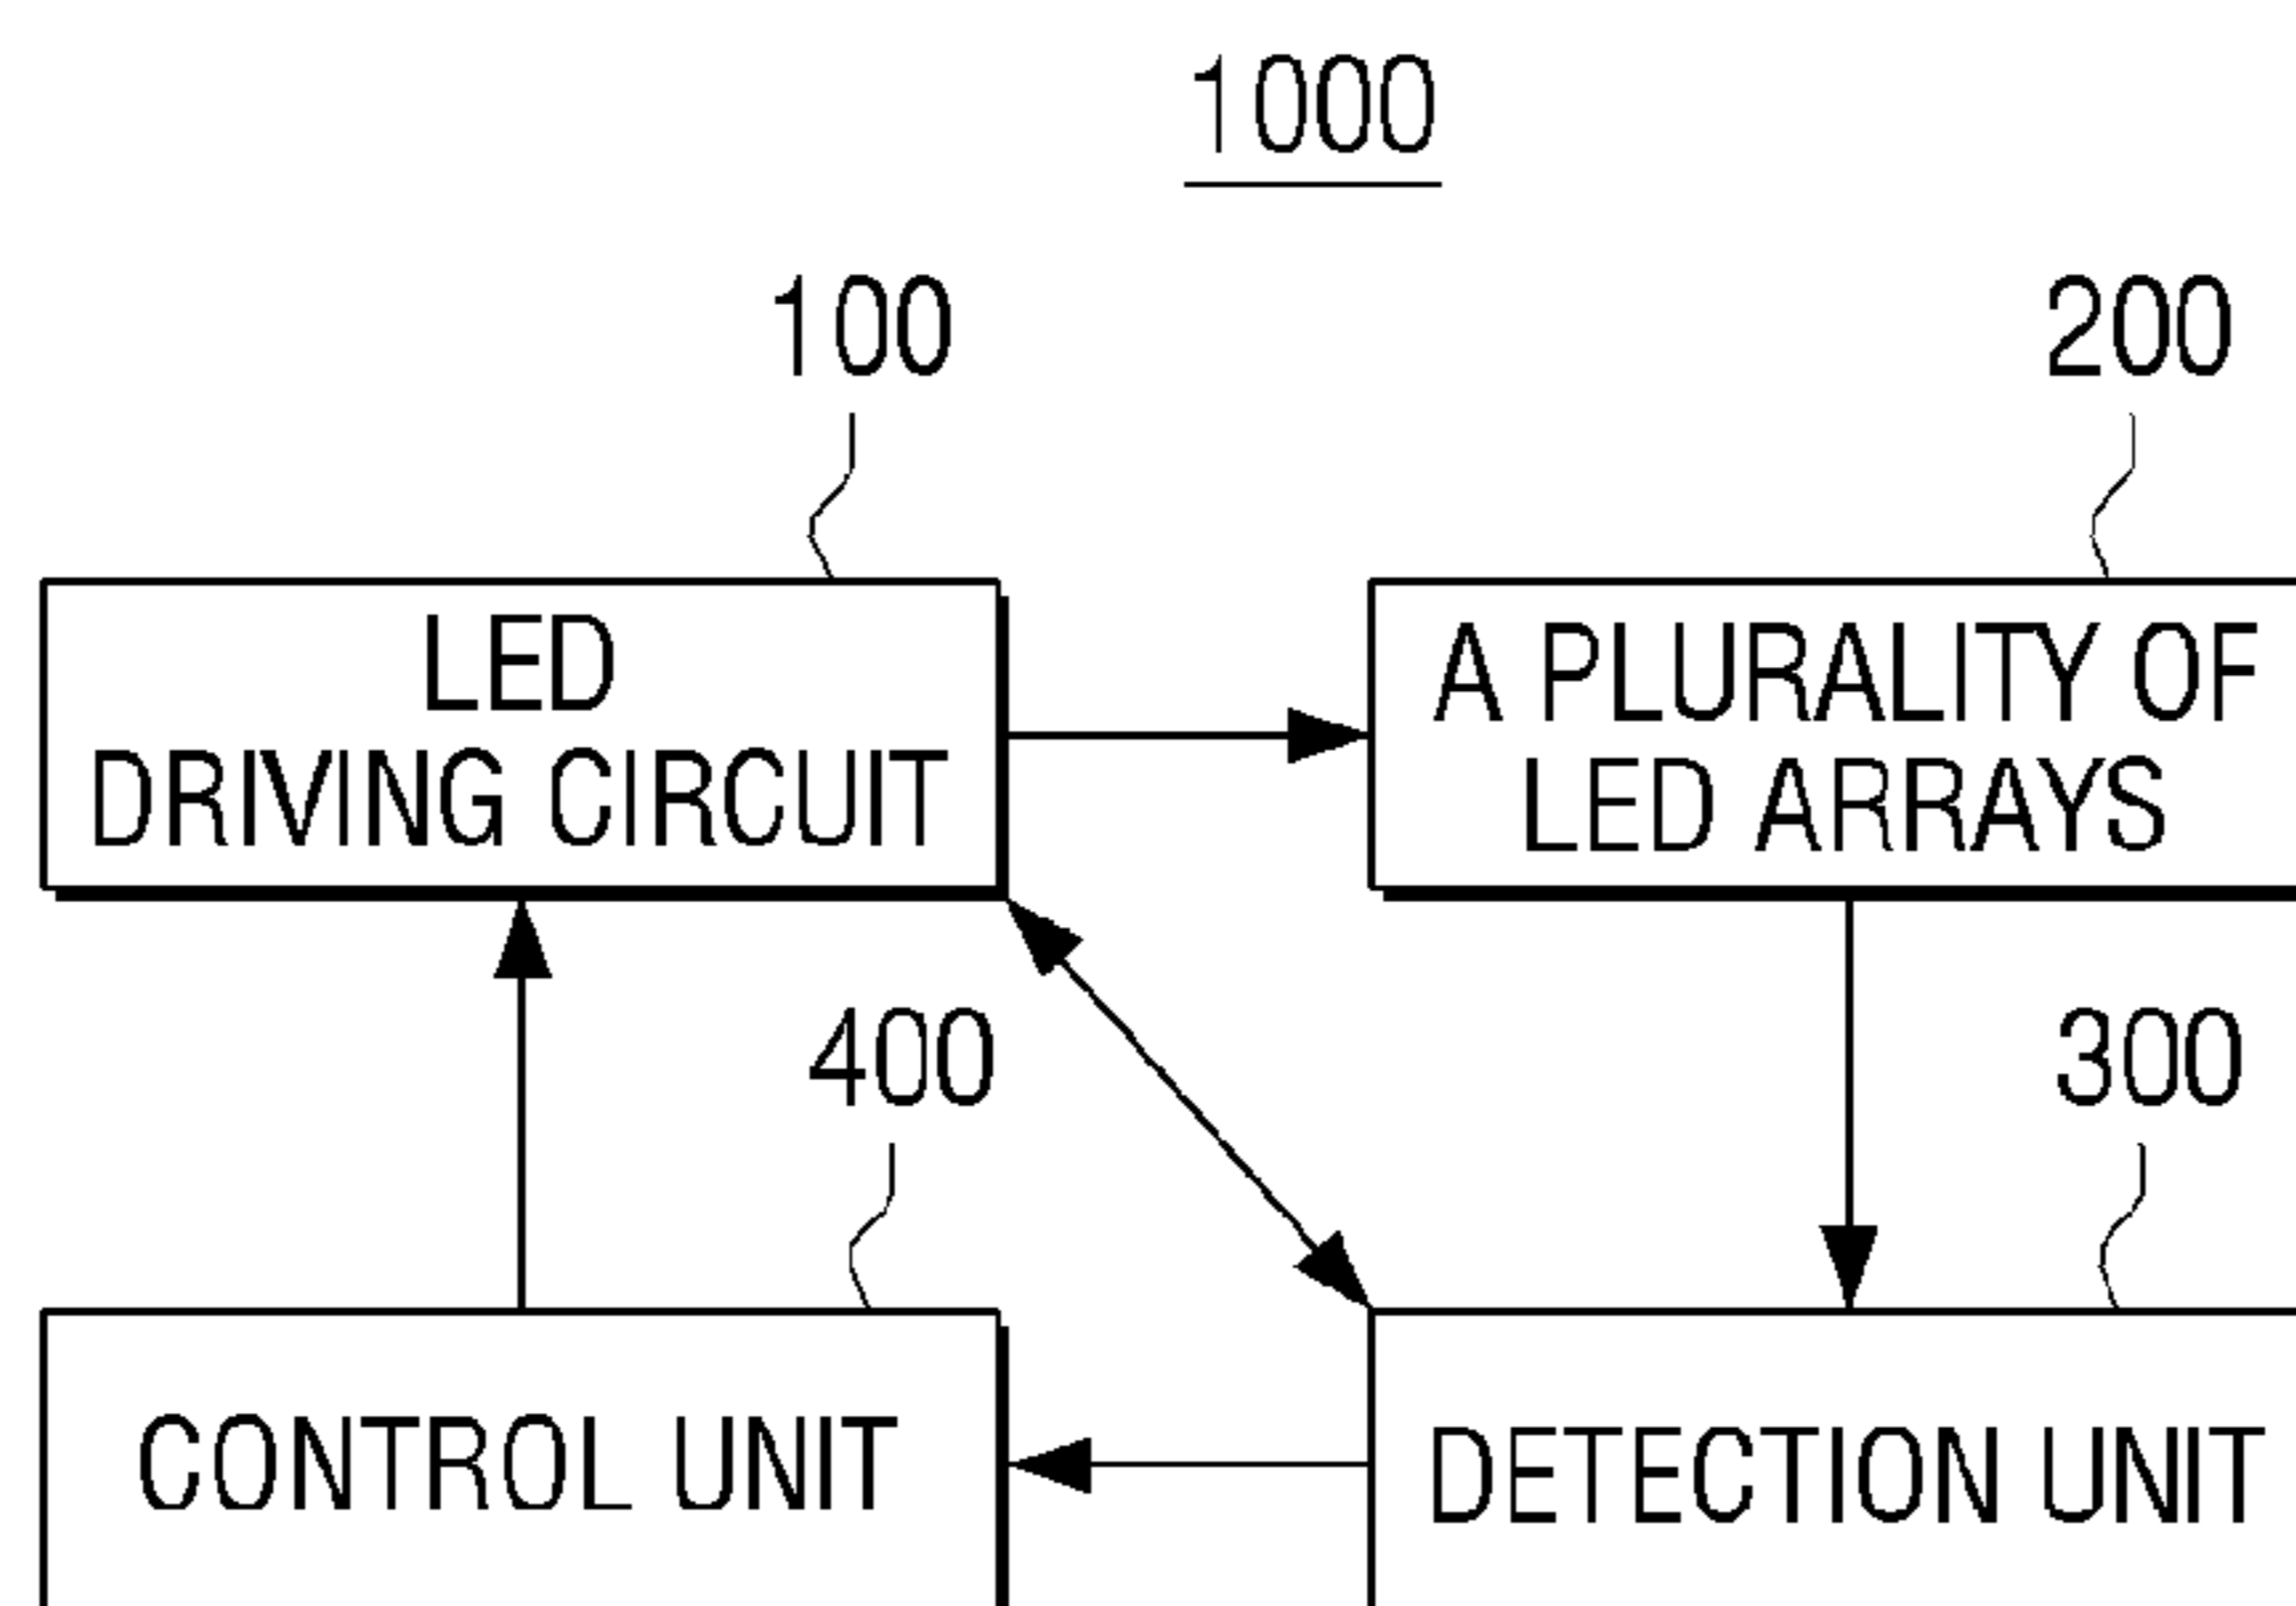 1000
100
200
LED
DRIVING CIRCUIT
A PLURALITY OF
LED ARRAYS
400
300
CONTROL UNIT
DETECTION UNIT